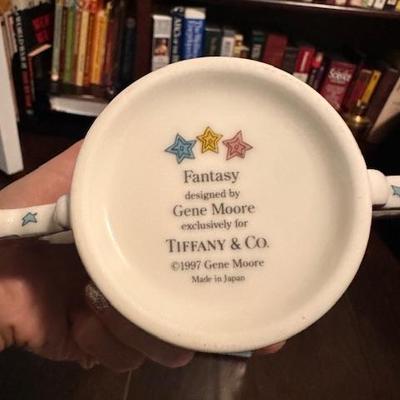 Fantasy
designed by
Gene Moore
exclusively for
TIFFANY & CO.
©1997 Gene Moore
Made in Japan